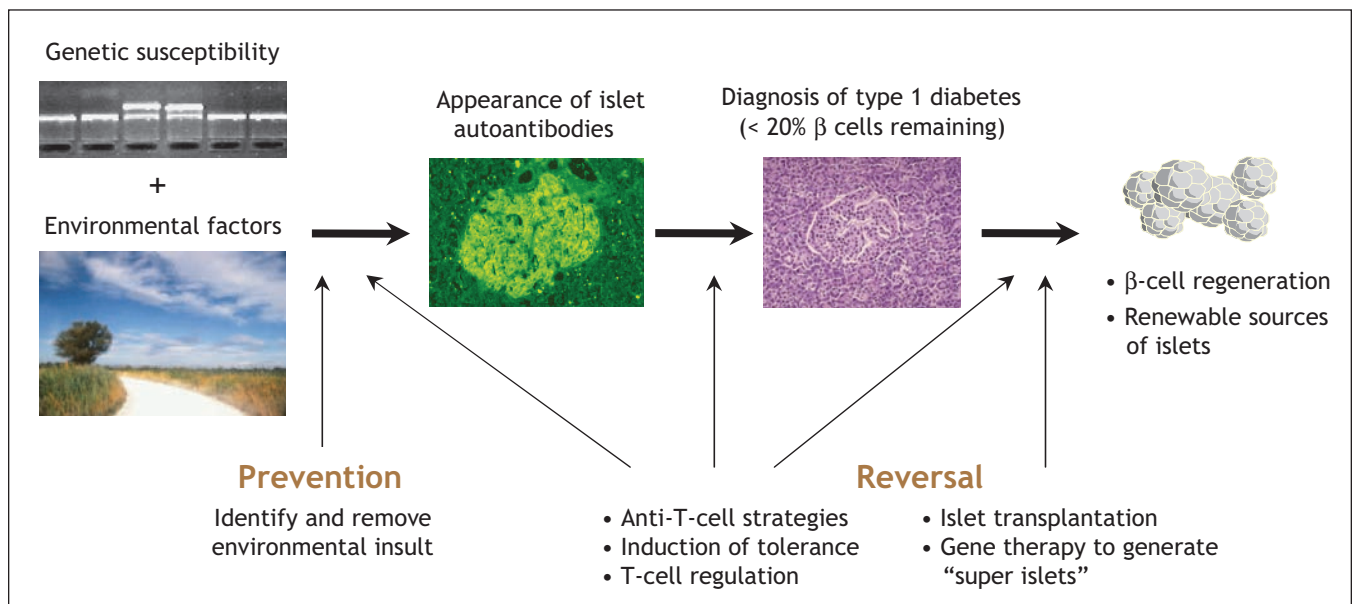 Genetic susceptibility
+
Environmental factors
Appearance of islet
autoantibodies
Diagnosis of type 1 diabetes
(< 20% β cells remaining)
• β-cell regeneration
• Renewable sources
of islets
Prevention
Identify and remove
environmental insult
• Anti-T-cell strategies
• Induction of tolerance
• T-cell regulation
Reversal
• Islet transplantation
• Gene therapy to generate
“super islets”